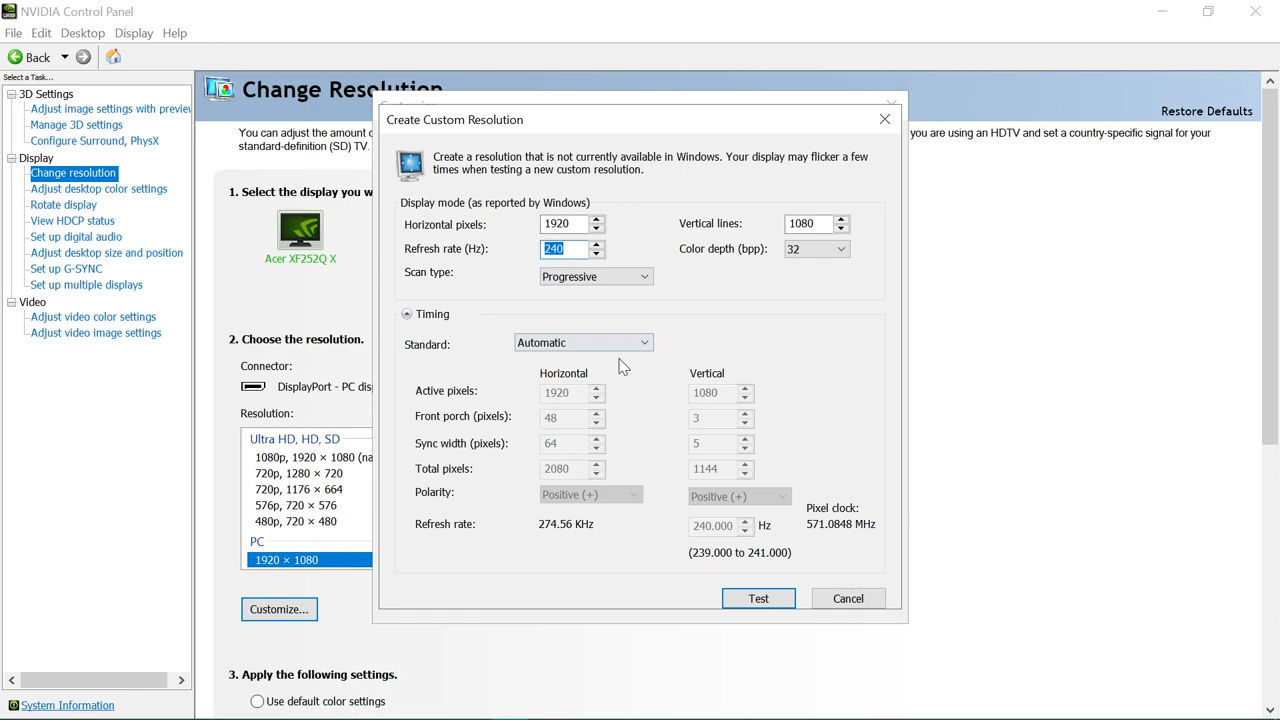 NVIDIA Control Panel
File Edit Desktop Display Help
Back
Select a Task...
3D Settings
Adjust image settings with preview
Manage 3D settings
Configure Surround, PhysX
Display
Change resolution
Adjust desktop color settings
Rotate display
View HDCP status
Set up digital audio
Adjust desktop size and position
Set up G-SYNC
Set up multiple displays
Video
Adjust video color settings
Adjust video image settings
System Information
Change Resolution
Restore Defaults
You can adjust the amount
you are using an HDTV and set a country-specific signal for your
standard-definition (SD) TV.
1. Select the display you w
Acer XF252Q X
2. Choose the resolution.
Connector:
DisplayPort - PC dis
Resolution:
Ultra HD, HD, SD
1080p, 1920 × 1080 (na
720p, 1280 × 720
720p, 1176 × 664
576p, 720 × 576
480p, 720 × 480
PC
1920 × 1080
Customize...
3. Apply the following settings.
Use default color settings
Create Custom Resolution
Create a resolution that is not currently available in Windows. Your display may flicker a few
times when testing a new custom resolution.
Display mode (as reported by Windows)
Horizontal pixels: 1920 Vertical lines: 1080
Refresh rate (Hz): 240 Color depth (bpp): 32
Scan type: Progressive
Timing
Standard: Automatic
Horizontal Vertical
Active pixels: 1920 1080
Front porch (pixels): 48 3
Sync width (pixels): 64 5
Total pixels: 2080 1144
Polarity: Positive (+) Positive (+)
Pixel clock:
Refresh rate: 274.56 KHz 240.000 Hz 571.0848 MHz
(239.000 to 241.000)
Test Cancel